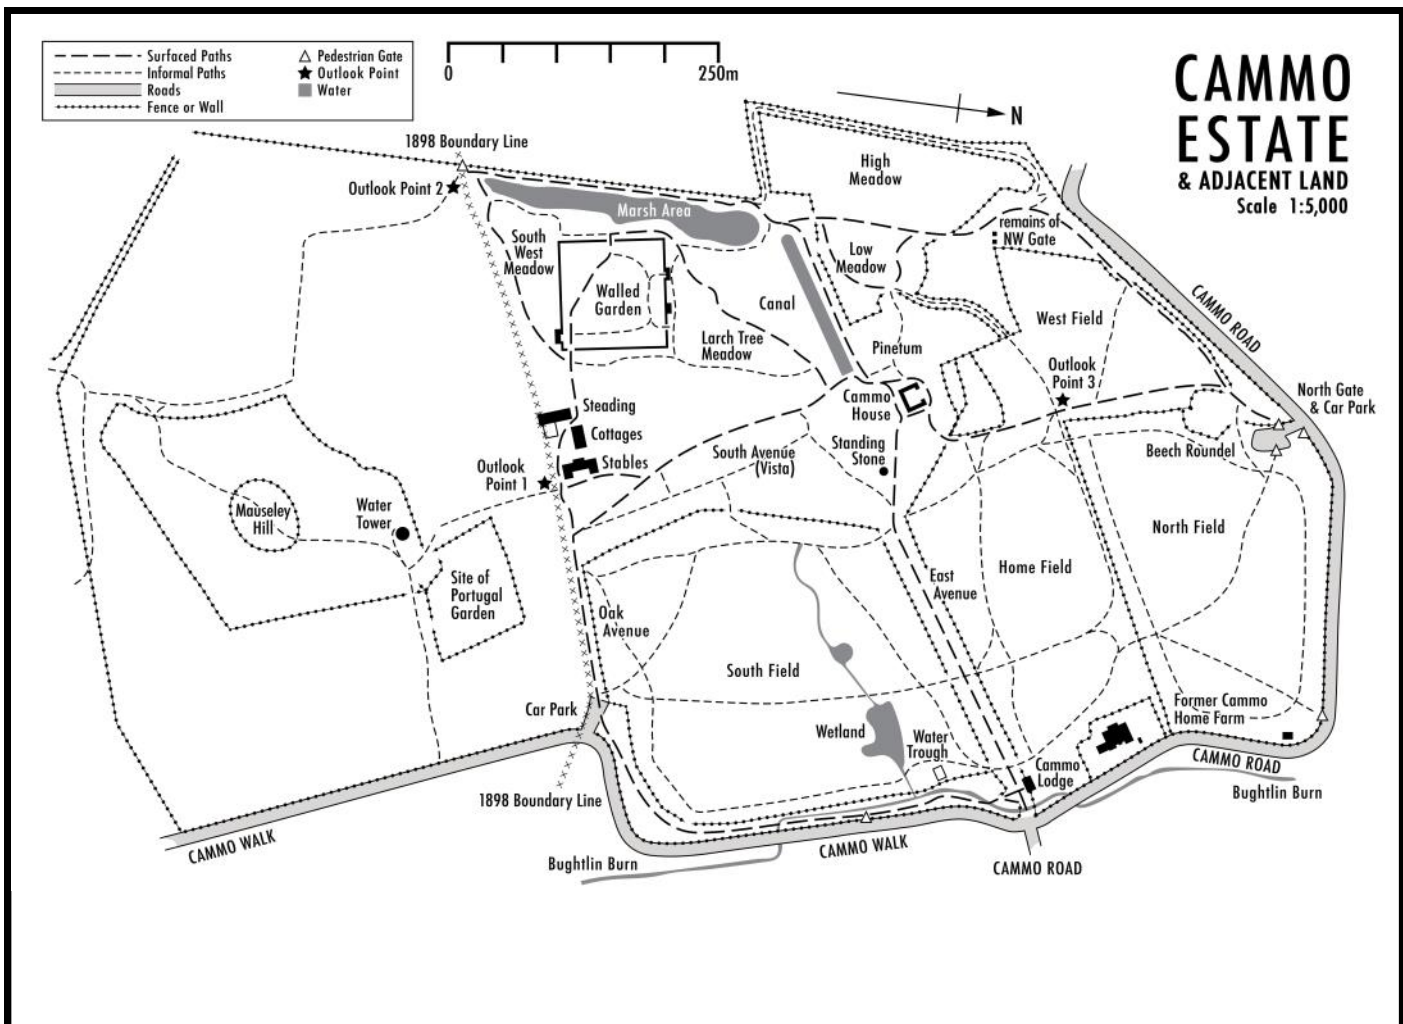 Surfaced Paths
Informal Paths
Roads
Fence or Wall
Pedestrian Gate
Outlook Point
Water
0
250m
N
CAMMO
ESTATE
& ADJACENT LAND
Scale 1:5,000
1898 Boundary Line
Outlook Point 2
High
Meadow
Marsh Area
South
West
Meadow
remains of
NW Gate
Low
Meadow
Walled
Garden
Canal
CAMMO ROAD
West Field
Larch Tree
Meadow
Pinetum
Outlook
Point 3
North Gate
& Car Park
Cammo
House
Steading
Cottages
Standing
Stone
South Avenue
(Vista)
Beech Roundel
Stables
Outlook
Point 1
Mauseley
Hill
Water
Tower
North Field
Home Field
Site of
Portugal
Garden
East
Avenue
Oak
Avenue
South Field
Car Park
Former Cammo
Home Farm
Wetland
Water
Trough
Cammo
Lodge
CAMMO ROAD
Bughtlin Burn
1898 Boundary Line
CAMMO WALK
CAMMO WALK
Bughtlin Burn
CAMMO ROAD